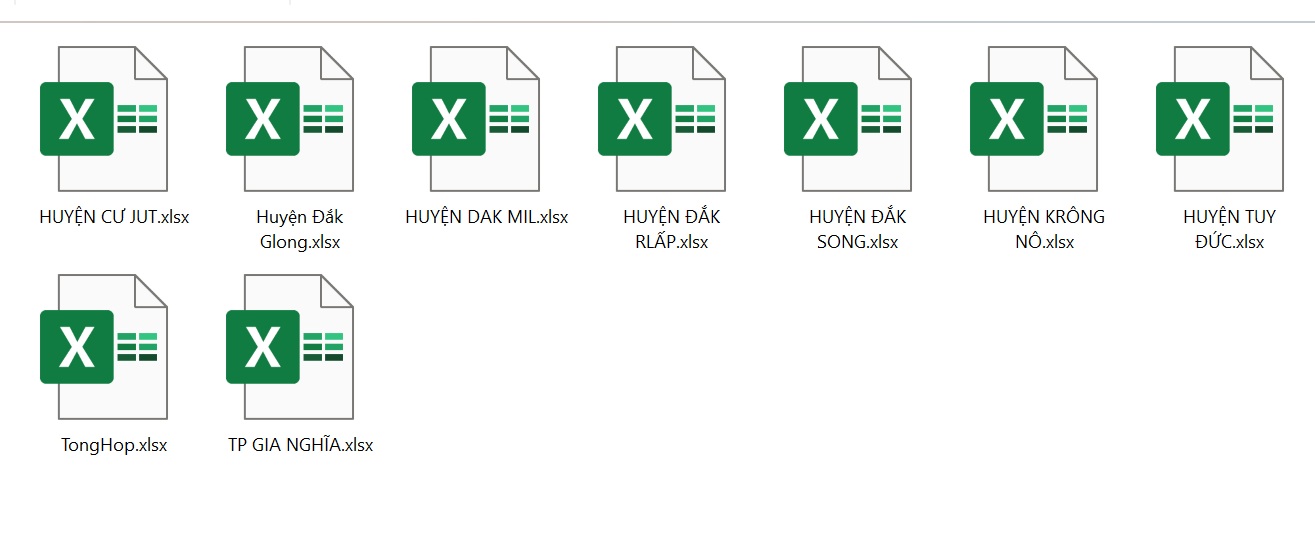 HUYỆN CƯ JUT.xlsx
Huyện Đắk
Glong.xlsx
HUYỆN DAK MIL.xlsx
HUYỆN ĐẮK
RLẤP.xlsx
HUYỆN ĐẮK
SONG.xlsx
HUYỆN KRÔNG
NÔ.xlsx
HUYỆN TUY
ĐỨC.xlsx
TongHop.xlsx
TP GIA NGHĨA.xlsx